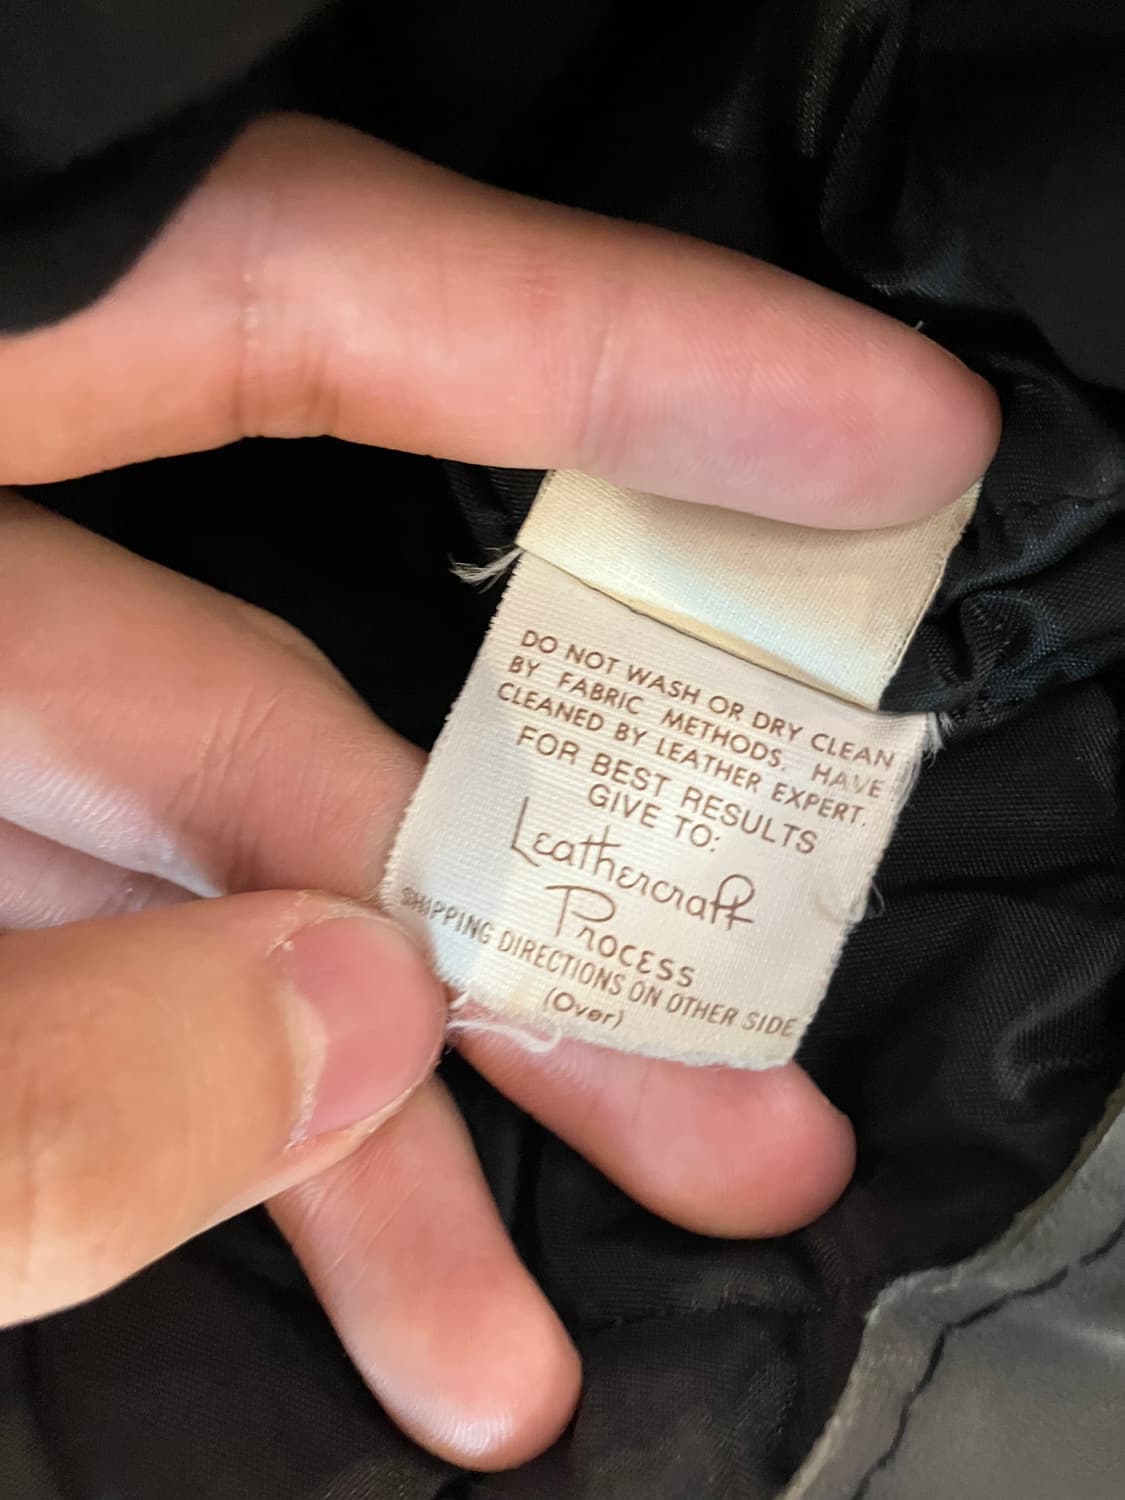 DO NOT WASH OR DRY CLEAN
BY FABRIC METHODS. HAVE
CLEANED BY LEATHER EXPERT.
FOR BEST RESULTS
GIVE TO:
Leathercraft
Process
SHIPPING DIRECTIONS ON OTHER SIDE
(Over)